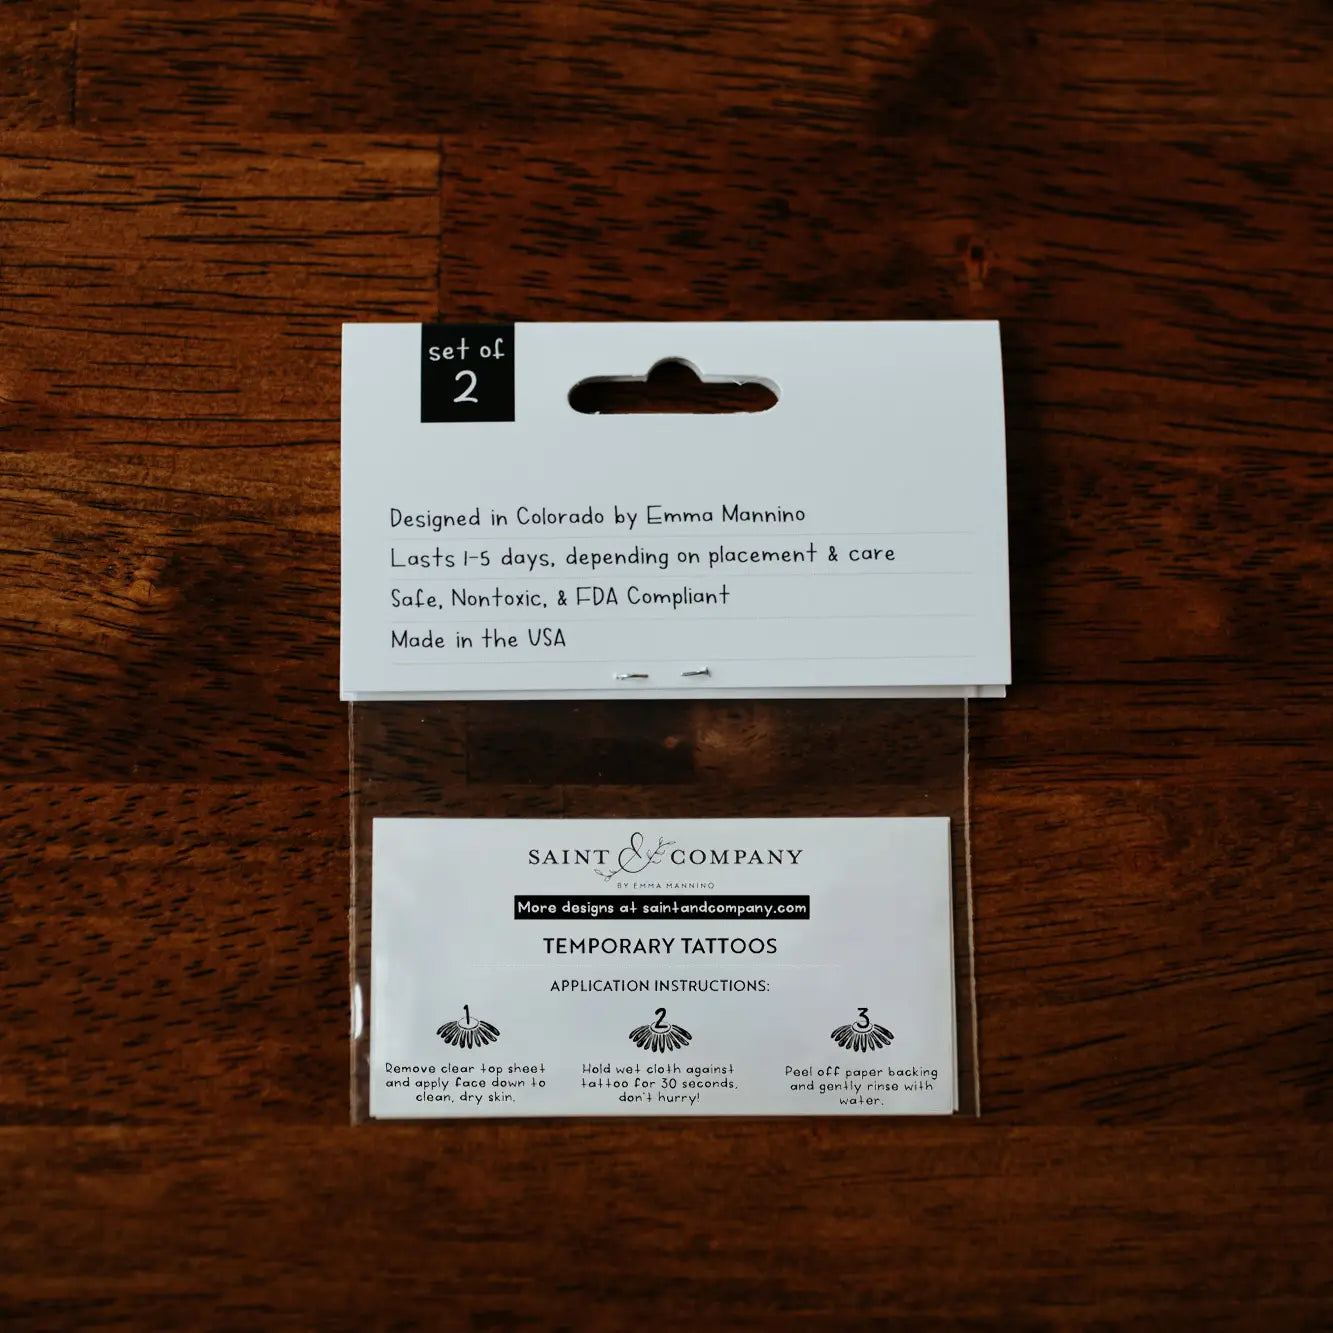 set of
2
Designed in Colorado by Emma Mannino
Lasts 1-5 days, depending on placement & care
Safe, Nontoxic, & FDA Compliant
Made in the USA
SAINT & COMPANY
BY EMMA MANNINO
More designs at saintandcompany.com
TEMPORARY TATTOOS
APPLICATION INSTRUCTIONS:
1
Remove clear top sheet
and apply face down to
clean, dry skin.
2
Hold wet cloth against
tattoo for 30 seconds,
don't hurry!
3
Peel off paper backing
and gently rinse with
water.